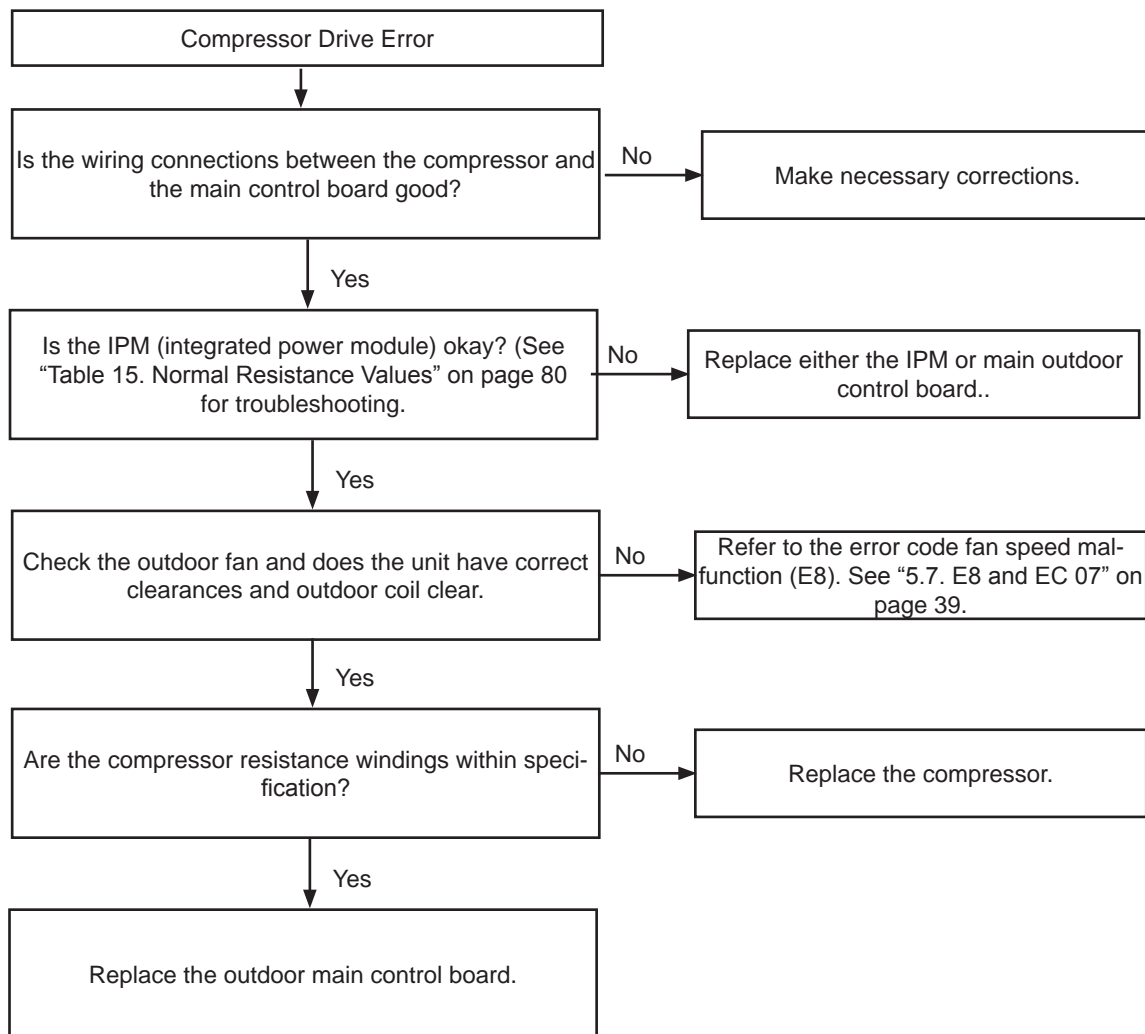 Compressor Drive Error
Is the wiring connections between the compressor and
the main control board good?
No
Make necessary corrections.
Yes
Is the IPM (integrated power module) okay? (See
“Table 15. Normal Resistance Values” on page 80
for troubleshooting.
No
Replace either the IPM or main outdoor
control board..
Yes
Check the outdoor fan and does the unit have correct
clearances and outdoor coil clear.
No
Refer to the error code fan speed mal-
function (E8). See “5.7. E8 and EC 07” on
page 39.
Yes
Are the compressor resistance windings within speci-
fication?
No
Replace the compressor.
Yes
Replace the outdoor main control board.